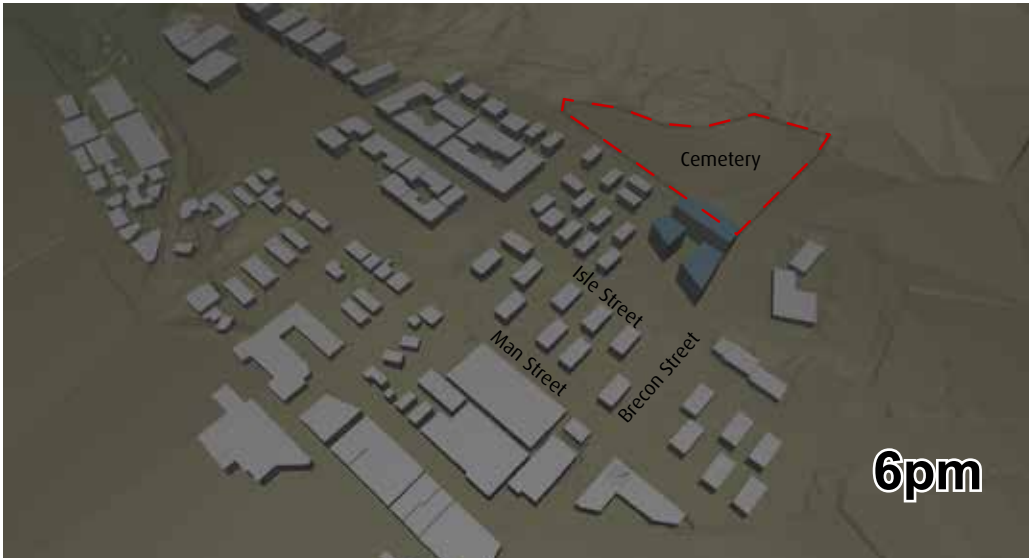 Cemetery
Isle Street
Man Street
Brecon Street
6pm